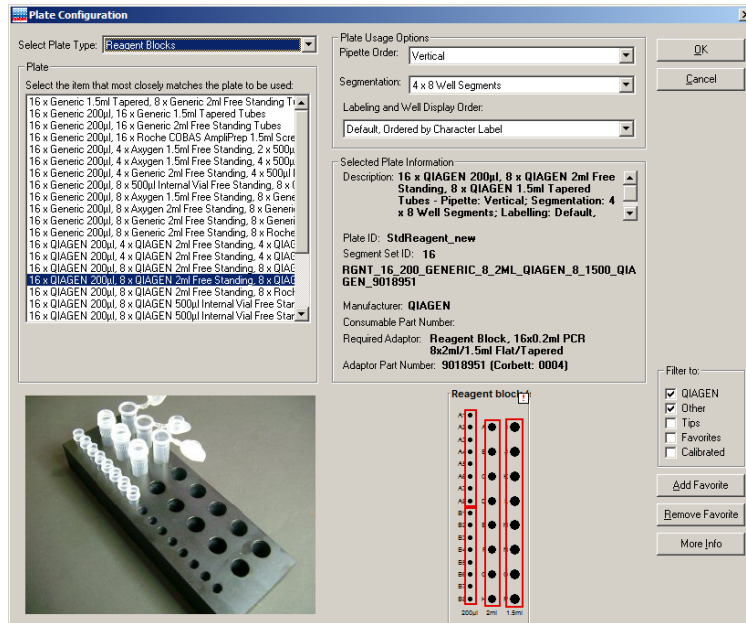 Plate Configuration
Select Plate Type: Reagent Blocks
Plate
Select the item that most closely matches the plate to be used:
16 x Generic 1.5ml Tapered, 8 x Generic 2ml Free Standing
16 x Generic 200µl, 16 x Generic 1.5ml Tapered Tubes
16 x Generic 200µl, 16 x Generic 2ml Free Standing Tubes
16 x Generic 200µl, 16 x Roche COBAS AmpliPrep 1.5ml Scre
16 x Generic 200µl, 4 x Axygen 1.5ml Free Standing, 2 x 500µ
16 x Generic 200µl, 4 x Axygen 1.5ml Free Standing, 4 x 500µ
16 x Generic 200µl, 4 x Generic 2ml Free Standing, 4 x 500µl
16 x Generic 200µl, 8 x 500µl Internal Vial Free Standing, 8 x
16 x Generic 200µl, 8 x Axygen 1.5ml Free Standing, 8 x Gene
16 x Generic 200µl, 8 x Axygen 2ml Free Standing, 8 x Generi
16 x Generic 200µl, 8 x Generic 2ml Free Standing, 8 x Generi
16 x Generic 200µl, 8 x Generic 2ml Free Standing, 8 x Roche
16 x QIAGEN 200µl, 4 x QIAGEN 2ml Free Standing, 4 x QIAG
16 x QIAGEN 200µl, 4 x QIAGEN 2ml Free Standing, 4 x QIAG
16 x QIAGEN 200µl, 8 x QIAGEN 2ml Free Standing, 8 x QIAG
16 x QIAGEN 200µl, 8 x QIAGEN 2ml Free Standing, 8 x QIAG
16 x QIAGEN 200µl, 8 x QIAGEN 2ml Free Standing, 8 x Roch
16 x QIAGEN 200µl, 8 x QIAGEN 500µl Internal Vial Free Star
16 x QIAGEN 200µl, 8 x QIAGEN 500µl Internal Vial Free Star
Plate Usage Options
Pipette Order: Vertical
Segmentation: 4 x 8 Well Segments
Labeling and Well Display Order:
Default, Ordered by Character Label
Selected Plate Information
Description: 16 x QIAGEN 200µl, 8 x QIAGEN 2ml Free
Standing, 8 x QIAGEN 1.5ml Tapered
Tubes - Pipette: Vertical; Segmentation: 4
x 8 Well Segments; Labelling: Default,
Plate ID: StdReagent_new
Segment Set ID: 16
RGNT_16_200_GENERIC_8_2ML_QIAGEN_8_1500_QIA
GEN_9018951
Manufacturer: QIAGEN
Consumable Part Number:
Required Adaptor: Reagent Block, 16x0.2ml PCR
8x2ml/1.5ml Flat/Tapered
Adaptor Part Number: 9018951 (Corbett: 0004)
OK
Cancel
Filter to:
QIAGEN
Other
Tips
Favorites
Calibrated
Add Favorite
Remove Favorite
More Info
Reagent block
200µl 2ml 1.5ml